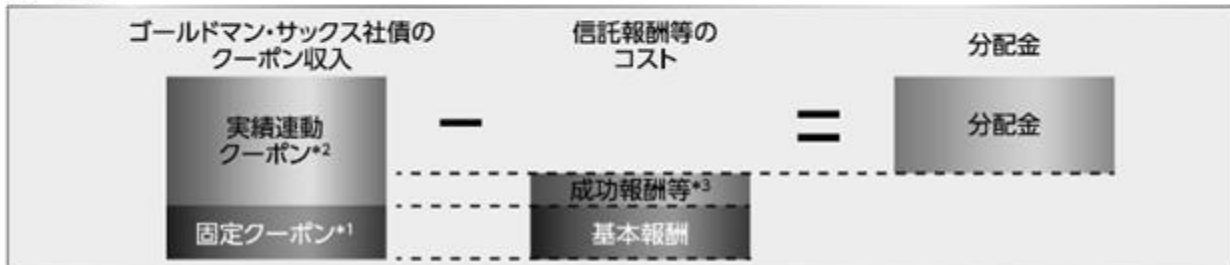 ゴールドマン・サックス社債の
クーポン収入
信託報酬等の
コスト
分配金
実績連動
クーポン*2
固定クーポン*1
−
成功報酬等*3
基本報酬
=
分配金